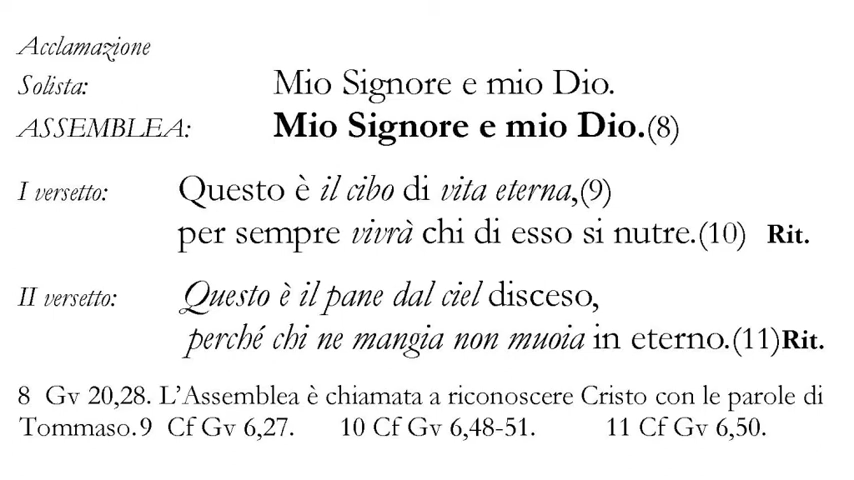 Acclamazione
Solista: Mio Signore e mio Dio.
ASSEMBLEA: Mio Signore e mio Dio.(8)
I versetto: Questo è il cibo di vita eterna,(9)
per sempre vivrà chi di esso si nutre.(10) Rit.
II versetto: Questo è il pane dal ciel disceso,
perché chi ne mangia non muoia in eterno.(11)Rit.
8 Gv 20,28. L'Assemblea è chiamata a riconoscere Cristo con le parole di
Tommaso.9 Cf Gv 6,27. 10 Cf Gv 6,48-51. 11 Cf Gv 6,50.